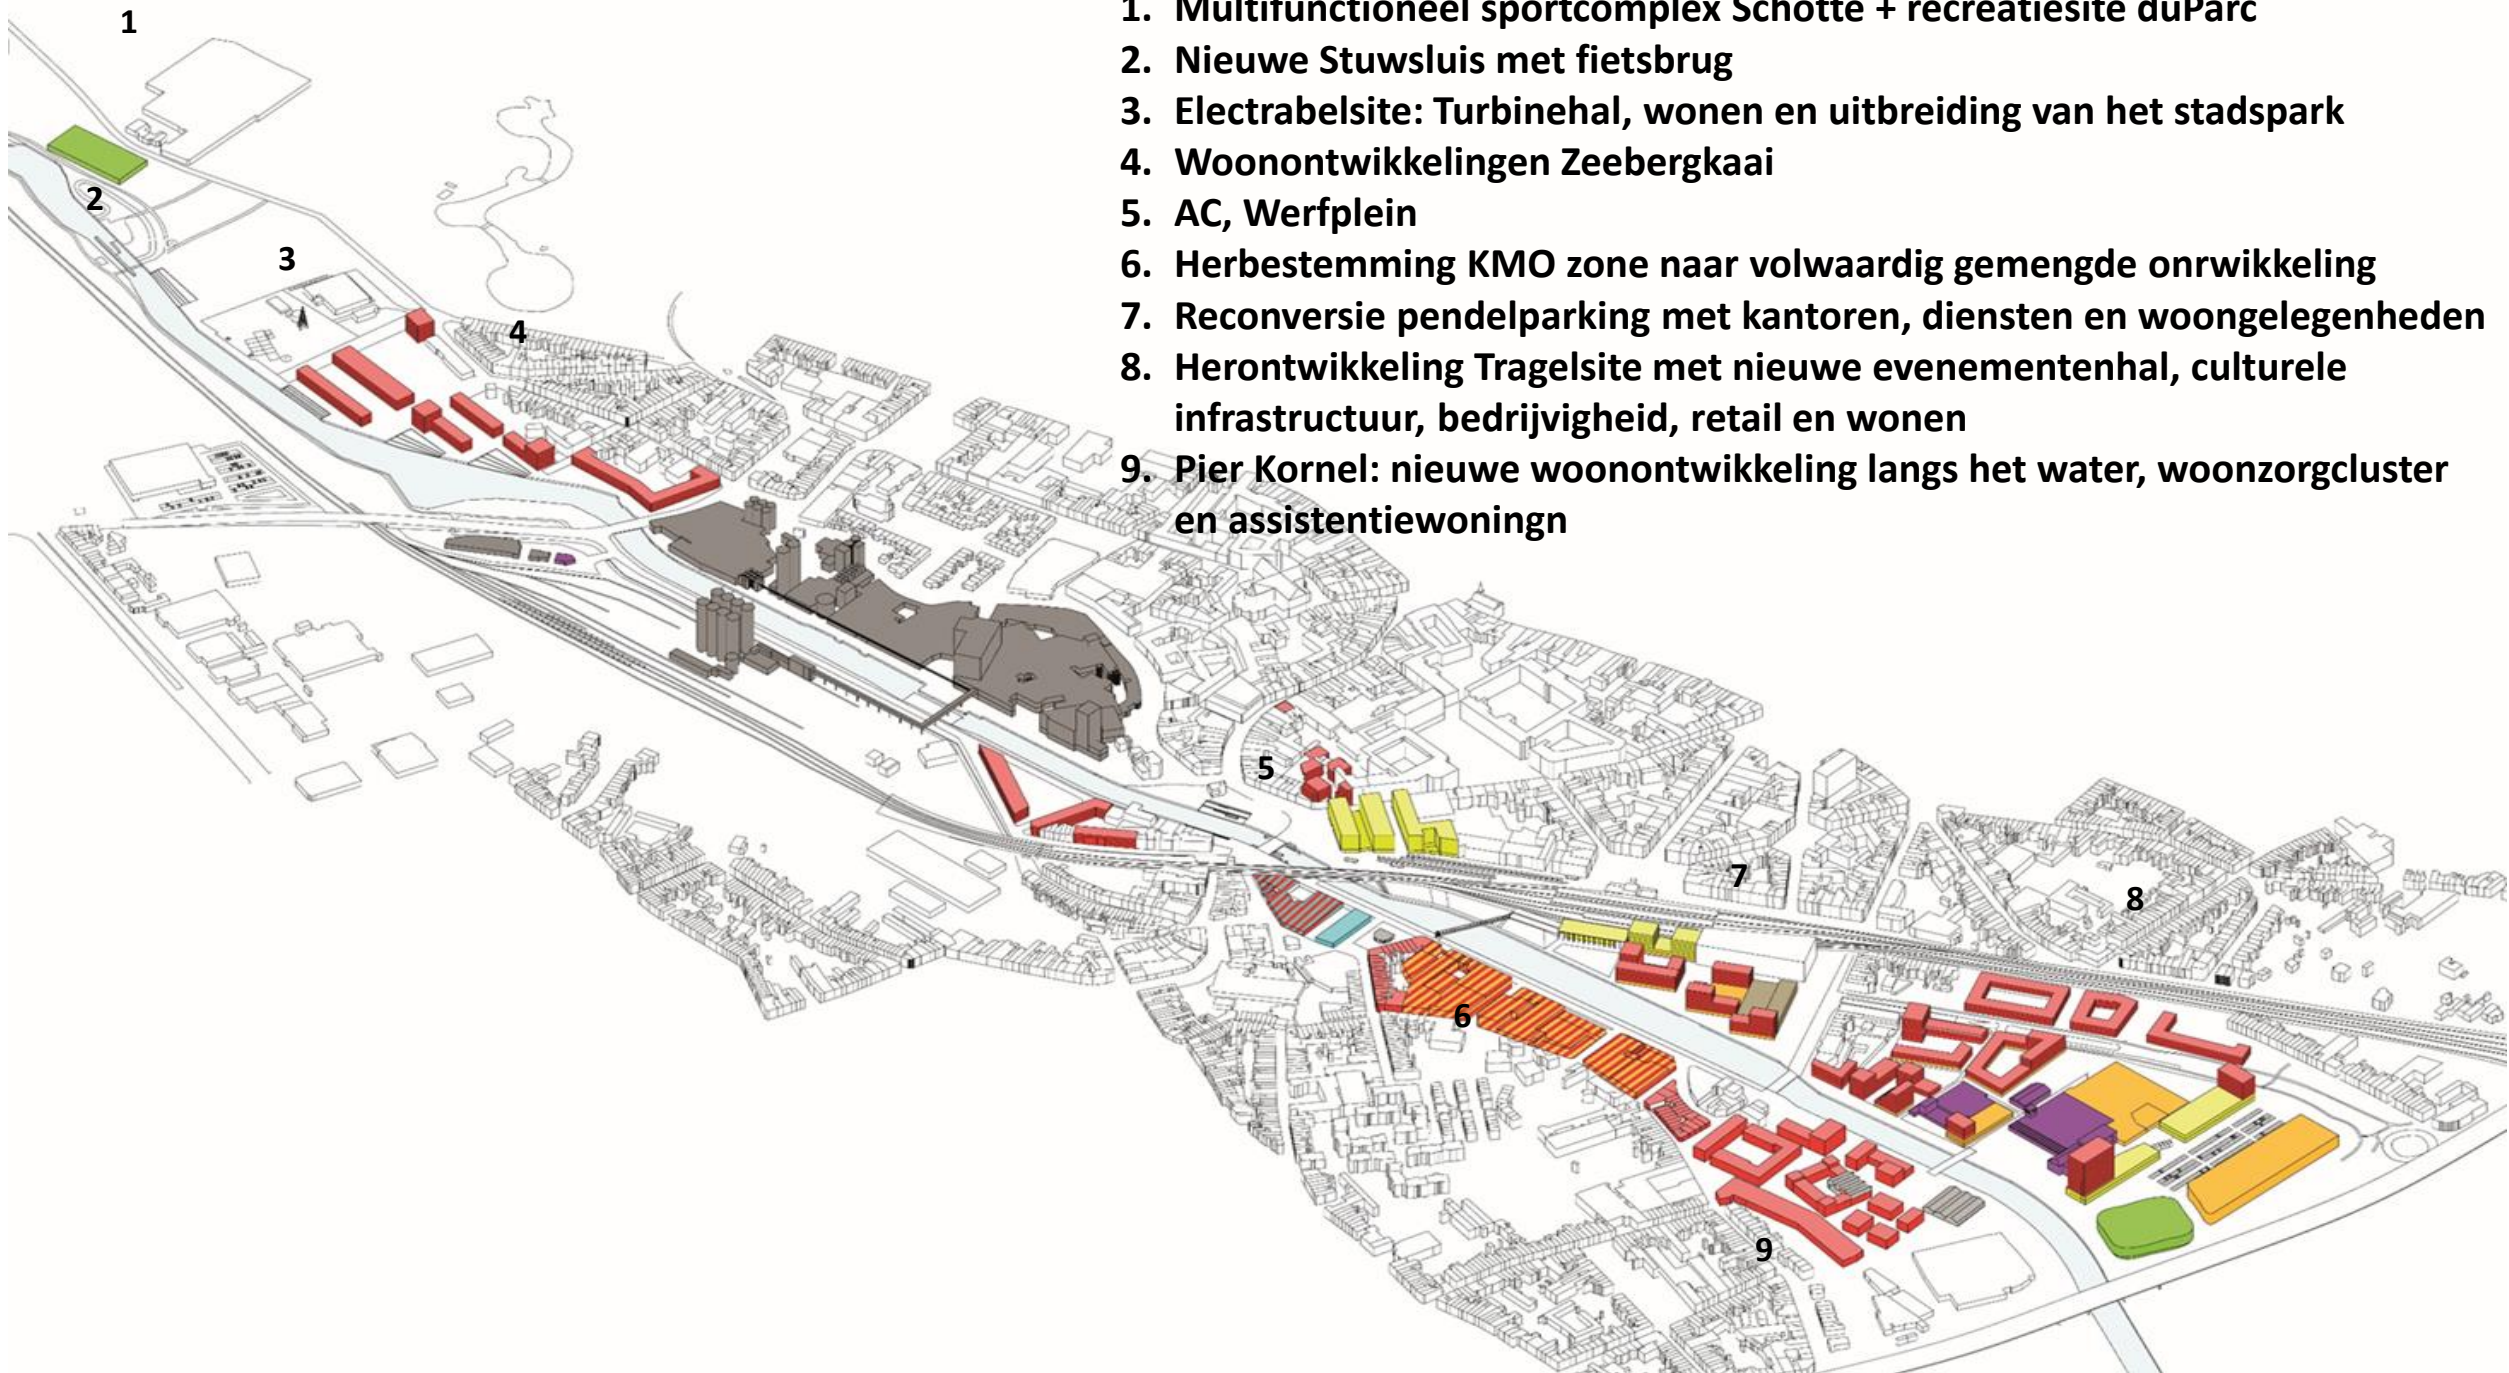 1. Multifunctioneel sportcomplex Schotte + recreatiesite duParc
2. Nieuwe Stuwsluis met fietsbrug
3. Electrabelsite: Turbinehal, wonen en uitbreiding van het stadspark
4. Woonontwikkelingen Zeebergkaai
5. AC, Werfplein
6. Herbestemming KMO zone naar volwaardig gemengde onrwikkeling
7. Reconversie pendelparking met kantoren, diensten en woongelegenheden
8. Herontwikkeling Tragelsite met nieuwe evenementenhal, culturele
infrastructuur, bedrijvigheid, retail en wonen
9. Pier Kornel: nieuwe woonontwikkeling langs het water, woonzorgcluster
en assistentiewoningn
1
2
3
4
5
6
7
8
9